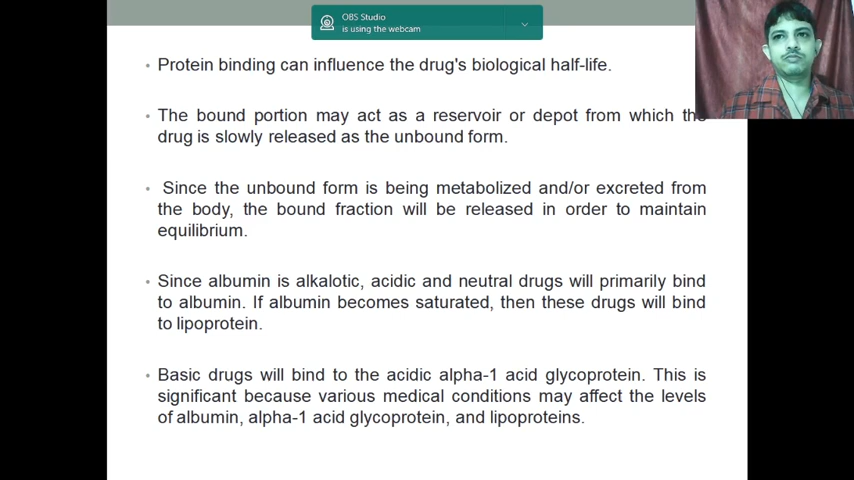 OBS Studio
is using the webcam
Protein binding can influence the drug's biological half-life.
The bound portion may act as a reservoir or depot from which the
drug is slowly released as the unbound form.
Since the unbound form is being metabolized and/or excreted from
the body, the bound fraction will be released in order to maintain
equilibrium.
Since albumin is alkalotic, acidic and neutral drugs will primarily bind
to albumin. If albumin becomes saturated, then these drugs will bind
to lipoprotein.
Basic drugs will bind to the acidic alpha-1 acid glycoprotein. This is
significant because various medical conditions may affect the levels
of albumin, alpha-1 acid glycoprotein, and lipoproteins.